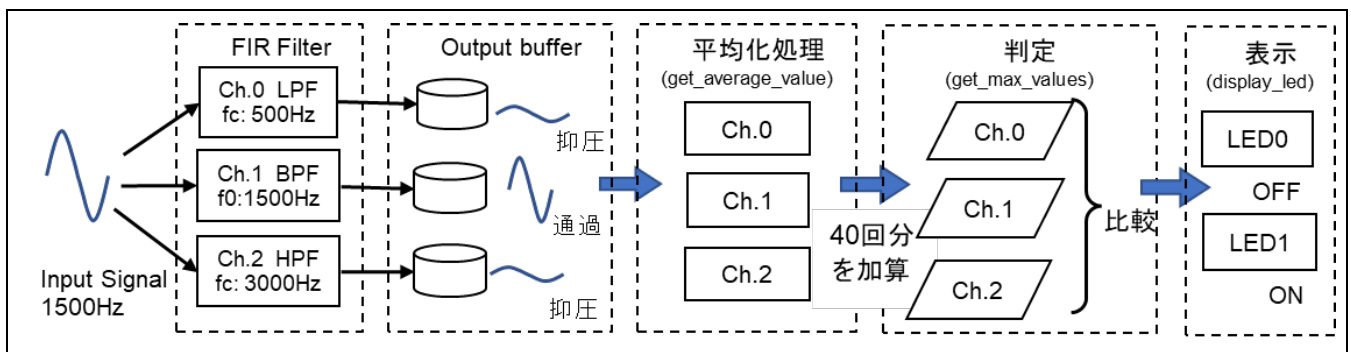 Input Signal
1500Hz
FIR Filter
Ch.0 LPF
fc: 500Hz
Ch.1 BPF
f0:1500Hz
Ch.2 HPF
fc: 3000Hz
Output buffer
抑圧
通過
抑圧
平均化処理
(get_average_value)
Ch.0
Ch.1
Ch.2
40回分
を加算
判定
(get_max_values)
Ch.0
Ch.1
Ch.2
比較
表示
(display_led)
LED0
OFF
LED1
ON